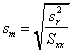 s_m = √(s_r² / S_xx)